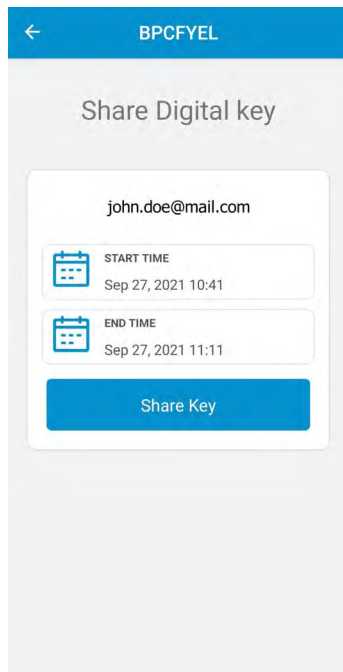 BPCFYEL
Share Digital key
john.doe@mail.com
START TIME
Sep 27, 2021 10:41
END TIME
Sep 27, 2021 11:11
Share Key